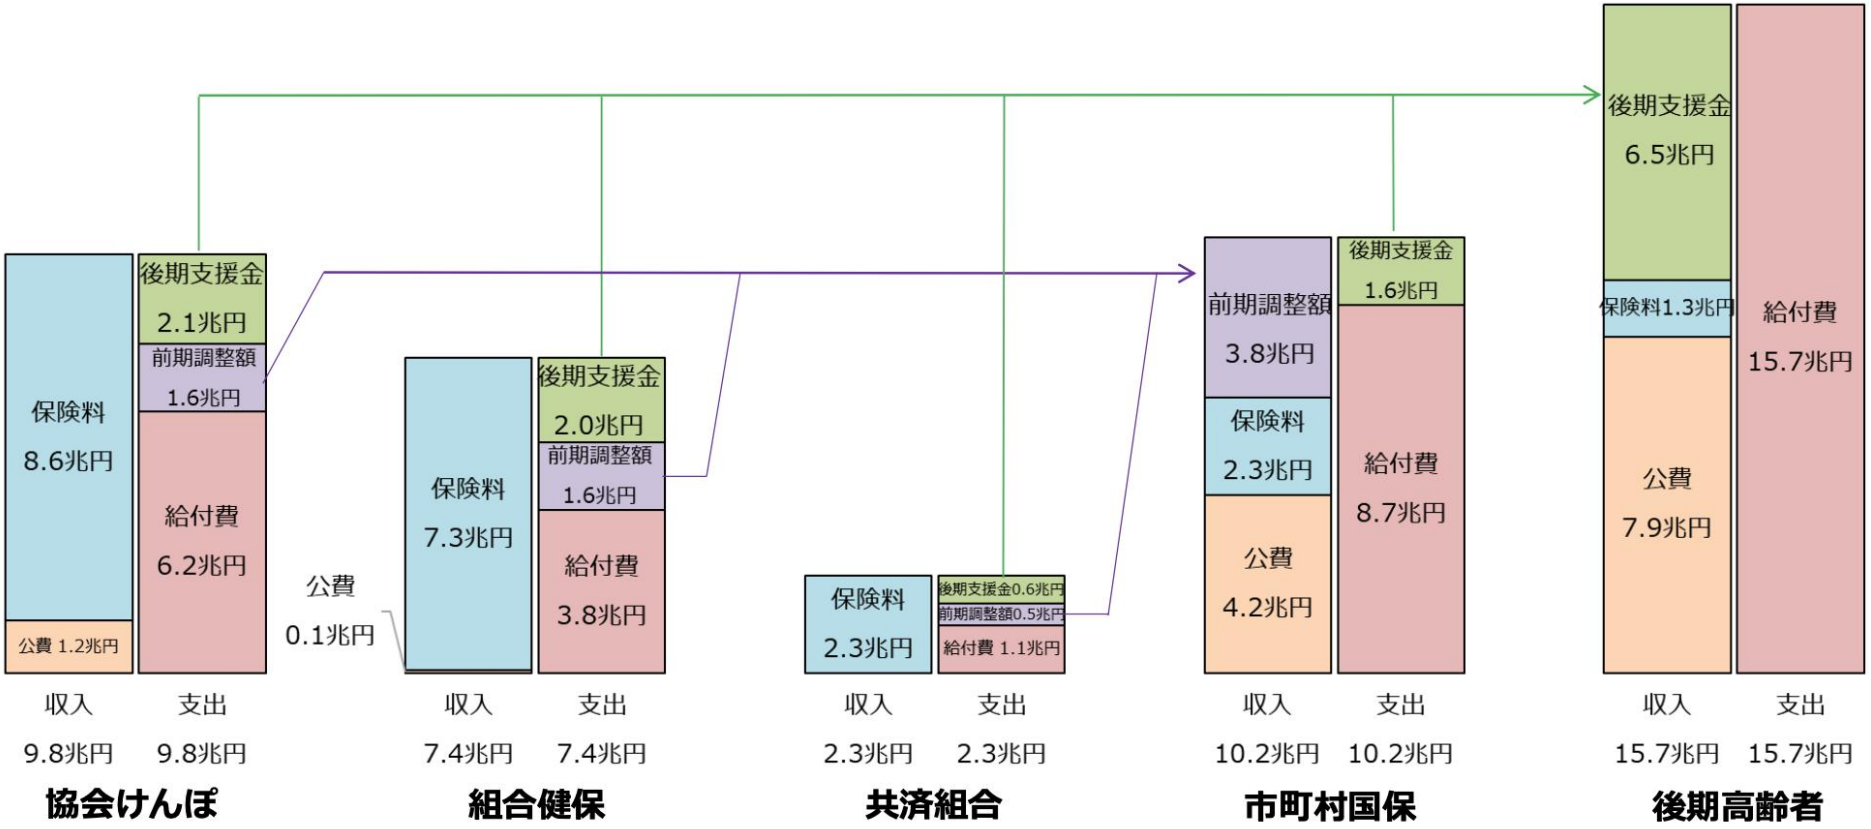 保険料
8.6兆円
公費 1.2兆円
後期支援金
2.1兆円
前期調整額
1.6兆円
給付費
6.2兆円
収入
9.8兆円
支出
9.8兆円
協会けんぽ
公費
0.1兆円
保険料
7.3兆円
後期支援金
2.0兆円
前期調整額
1.6兆円
給付費
3.8兆円
収入
7.4兆円
支出
7.4兆円
組合健保
保険料
2.3兆円
後期支援金0.6兆円
前期調整額0.5兆円
給付費 1.1兆円
収入
2.3兆円
支出
2.3兆円
共済組合
前期調整額
3.8兆円
保険料
2.3兆円
公費
4.2兆円
後期支援金
1.6兆円
給付費
8.7兆円
収入
10.2兆円
支出
10.2兆円
市町村国保
後期支援金
6.5兆円
保険料1.3兆円
公費
7.9兆円
給付費
15.7兆円
収入
15.7兆円
支出
15.7兆円
後期高齢者